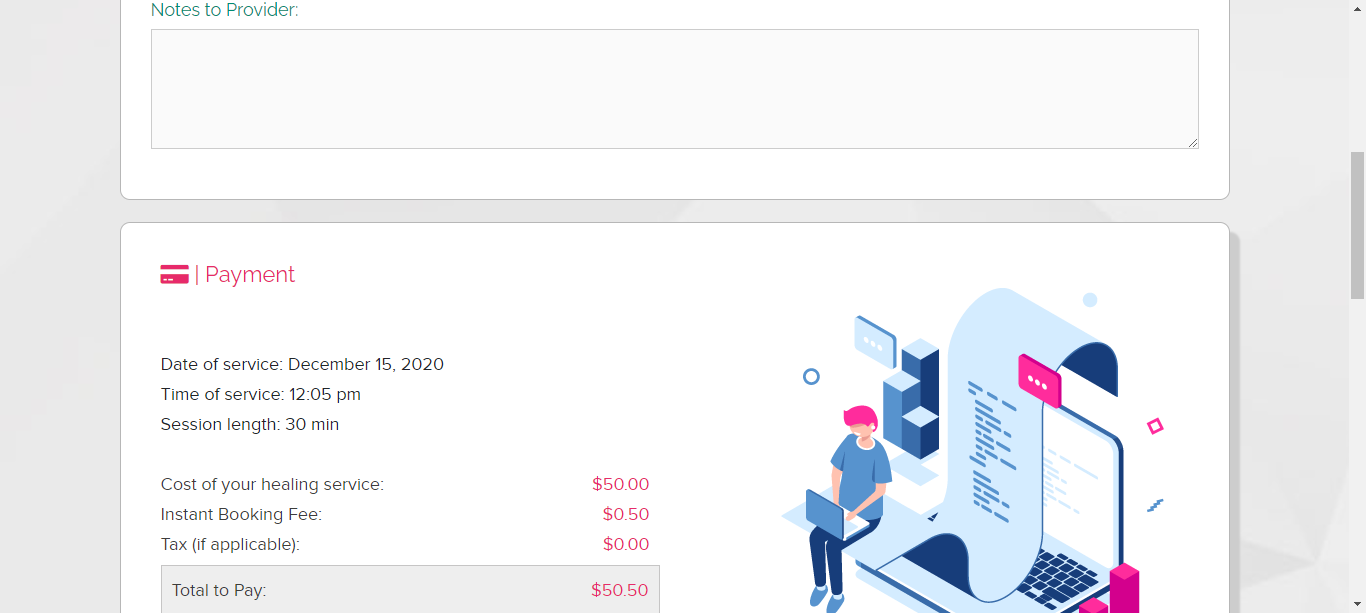 Notes to Provider:
| Payment
Date of service: December 15, 2020
Time of service: 12:05 pm
Session length: 30 min
Cost of your healing service: $50.00
Instant Booking Fee: $0.50
Tax (if applicable): $0.00
Total to Pay: $50.50